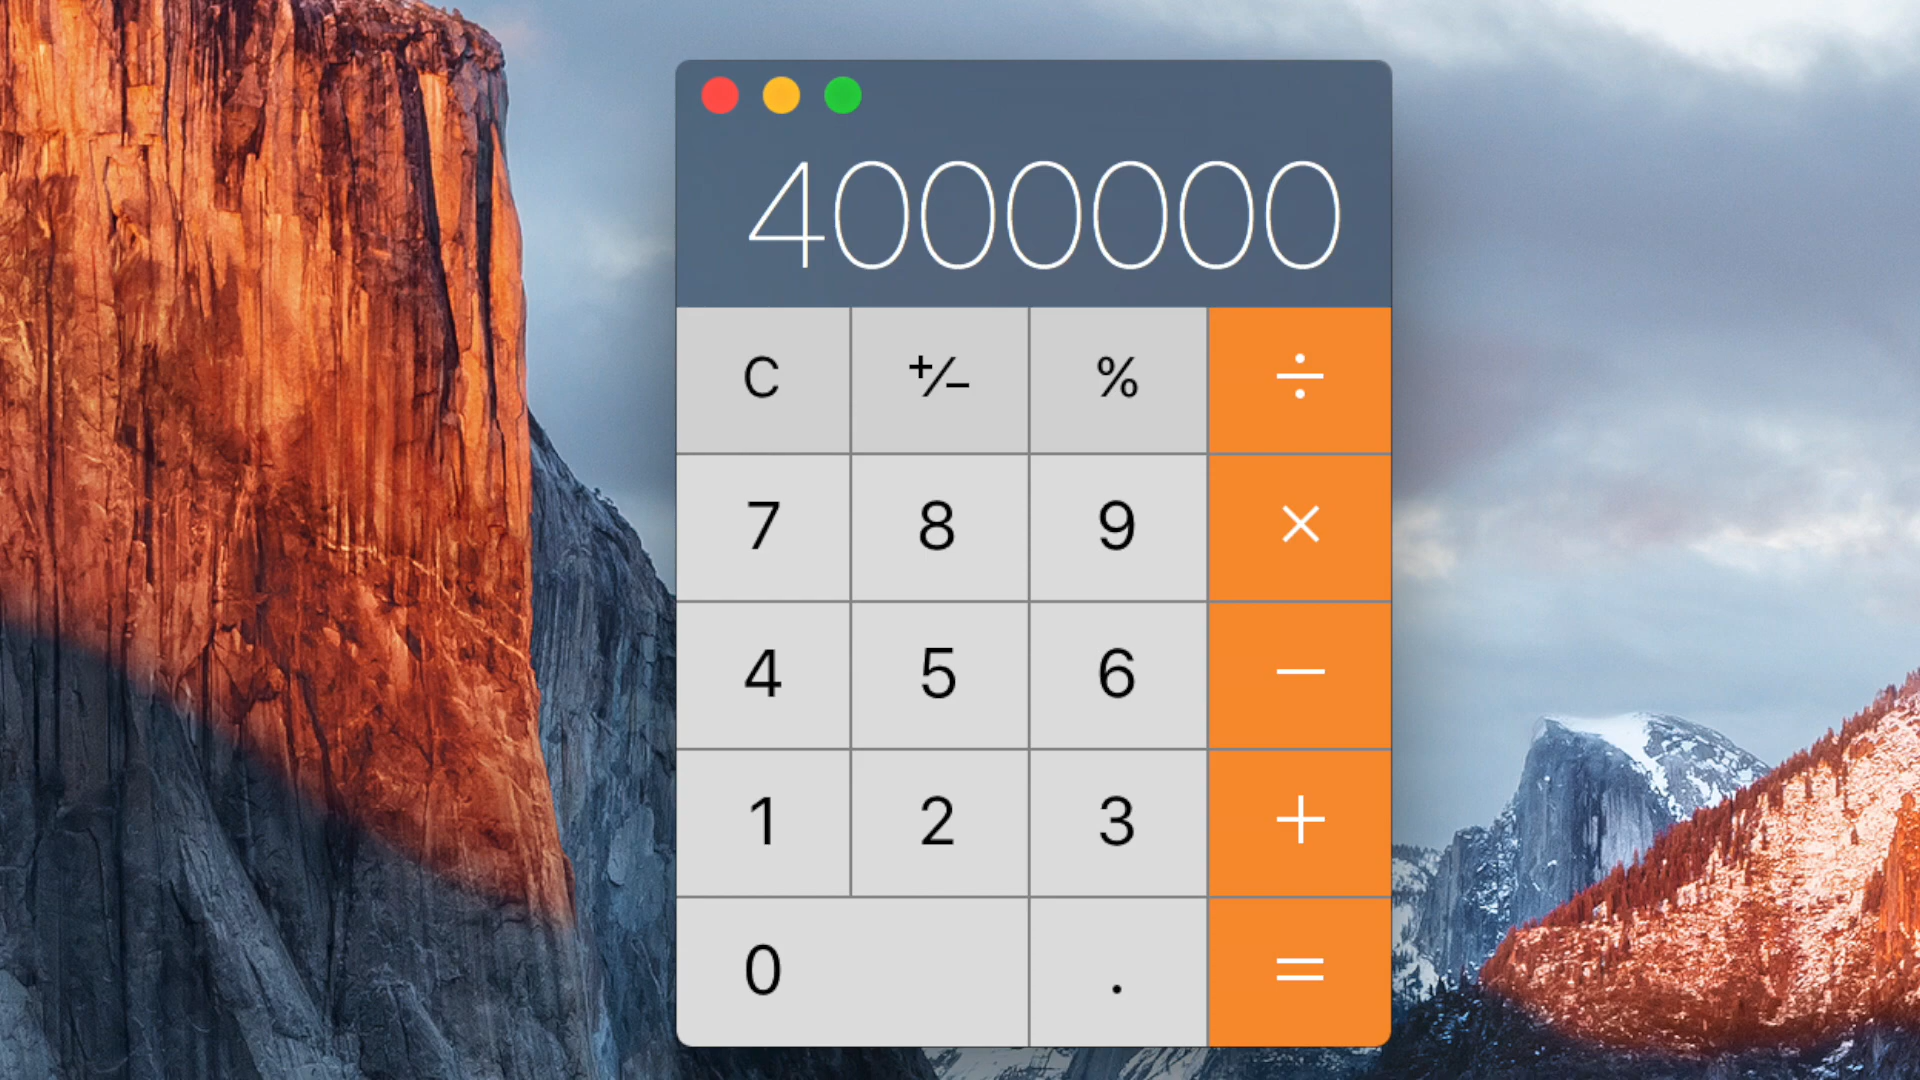 4000000
C +⁄− % ÷
7 8 9 ×
4 5 6 −
1 2 3 +
0 . =